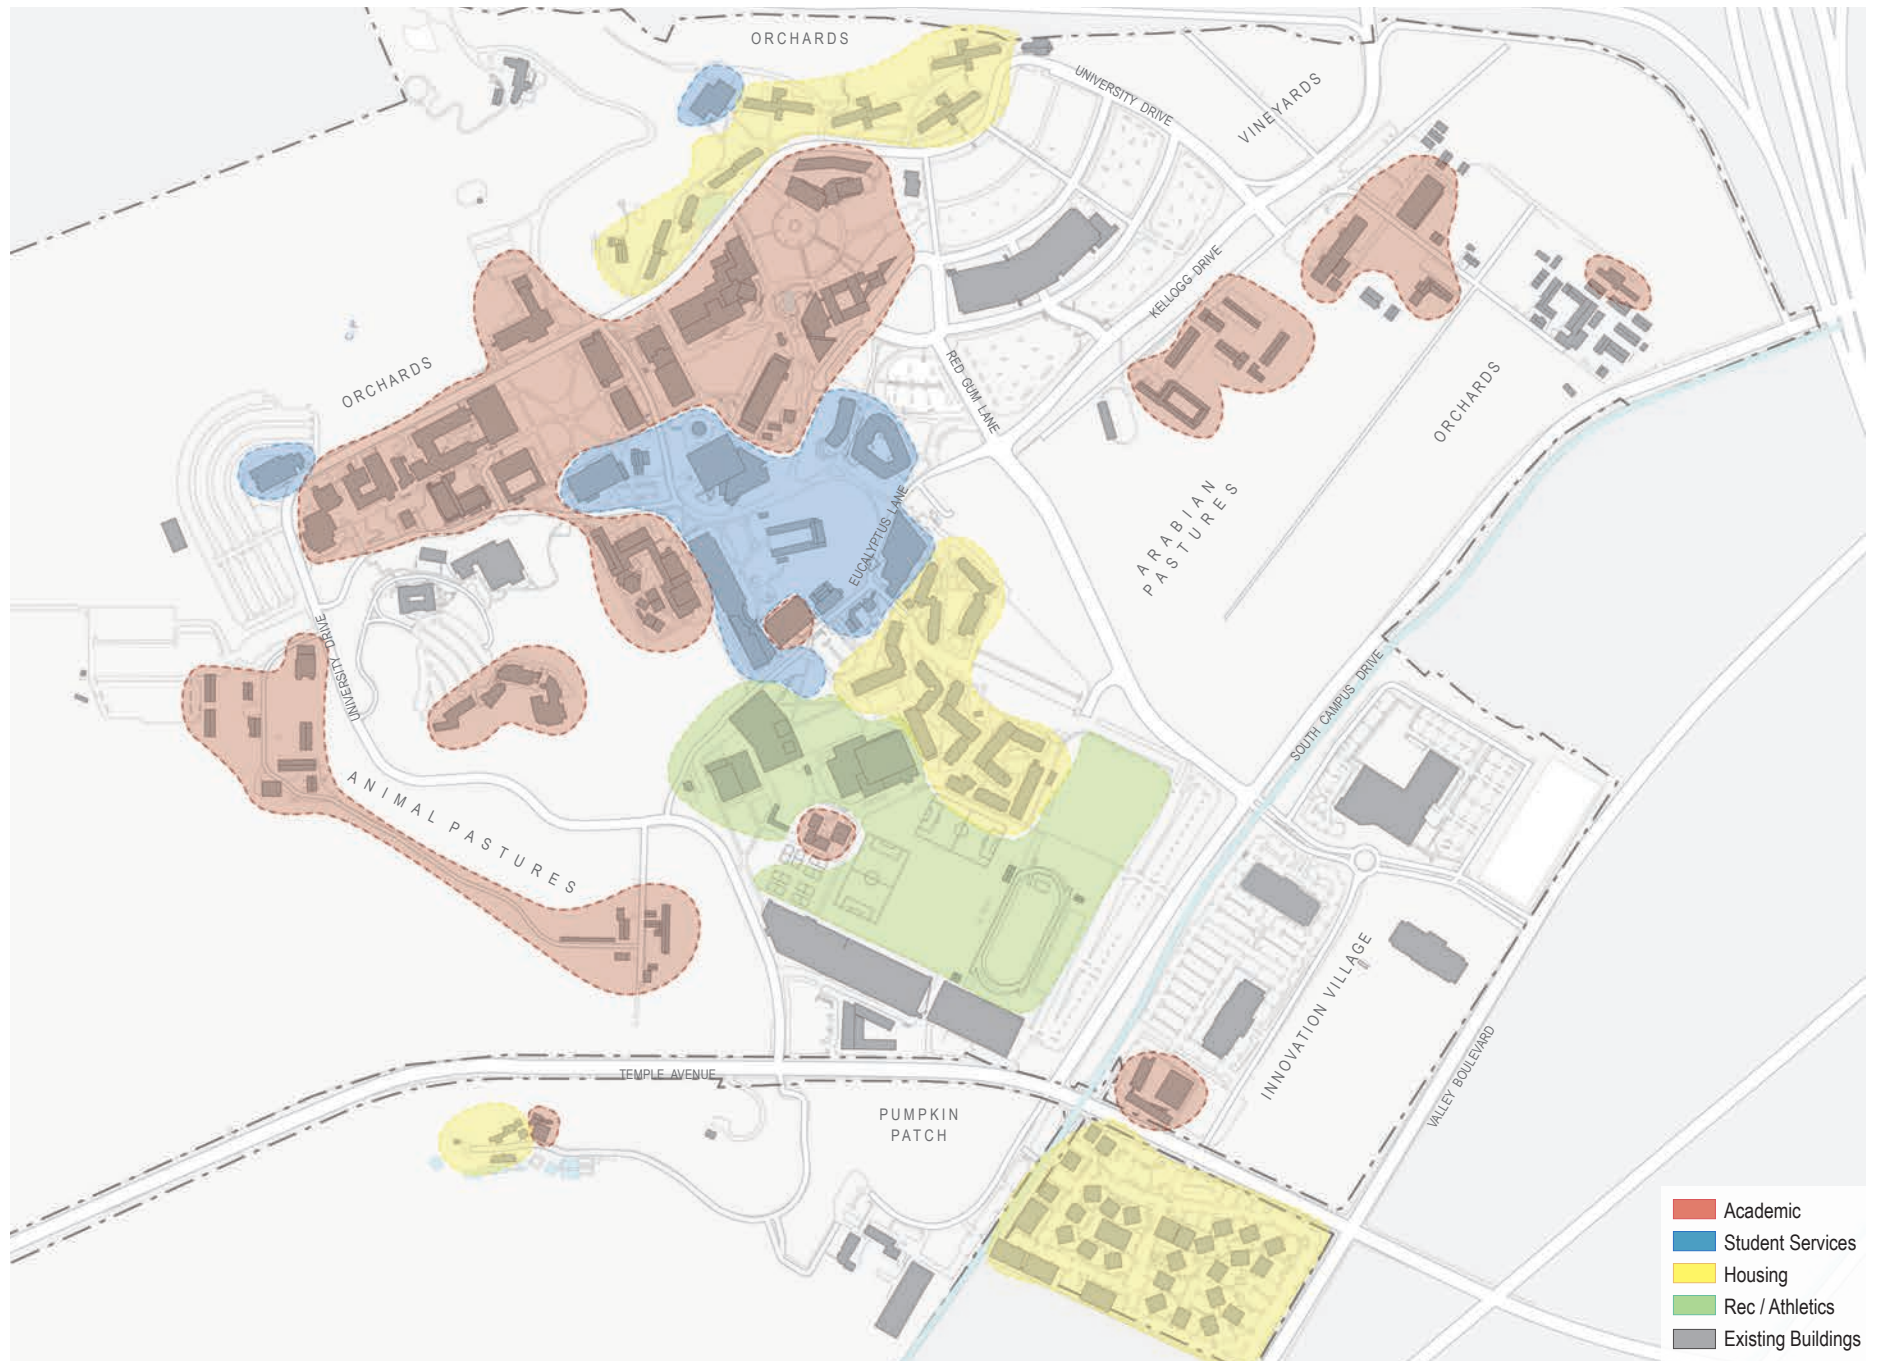 ORCHARDS
UNIVERSITY DRIVE
VINEYARDS
KELLOGG DRIVE
ORCHARDS
RED GUM LANE
ORCHARDS
ARABIAN
PASTURES
EUCALYPTUS LANE
UNIVERSITY DRIVE
SOUTH CAMPUS DRIVE
ANIMAL PASTURES
INNOVATION VILLAGE
TEMPLE AVENUE
VALLEY BOULEVARD
PUMPKIN
PATCH
Academic
Student Services
Housing
Rec / Athletics
Existing Buildings